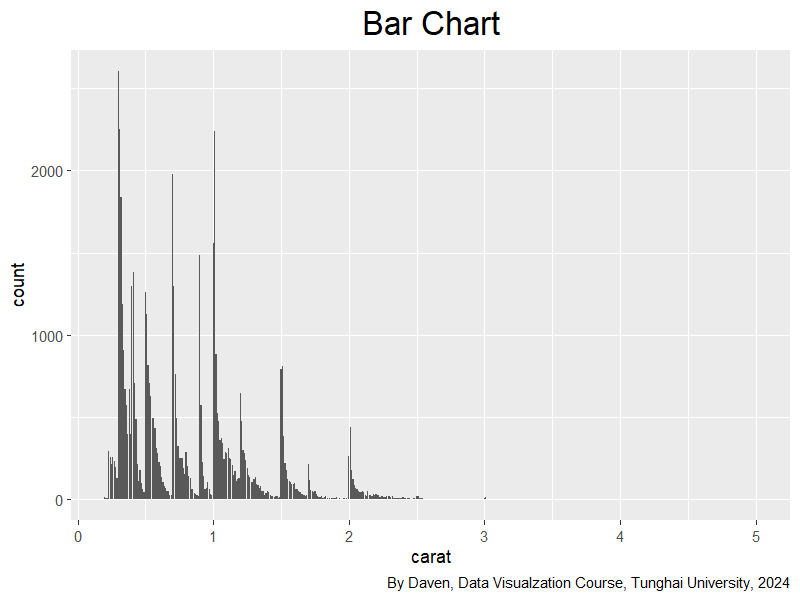 Bar Chart
count
2000
1000
0
0 1 2 3 4 5
carat
By Daven, Data Visualzation Course, Tunghai University, 2024